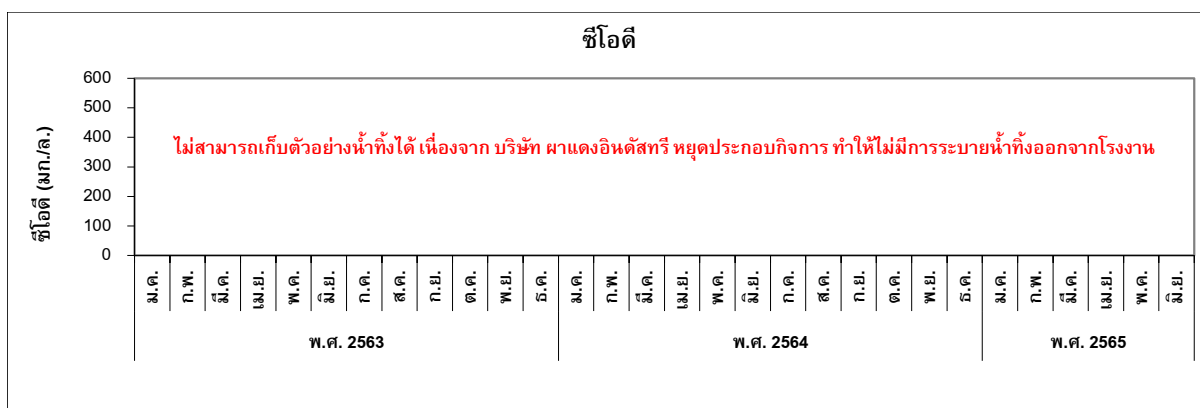 ซีโอดี
ซีโอดี (มก./ล.)
600
500
400
300
200
100
0
ไม่สามารถเก็บตัวอย่างน้ำทิ้งได้ เนื่องจาก บริษัท ผาแดงอินดัสทรี หยุดประกอบกิจการ ทำให้ไม่มีการระบายน้ำทิ้งออกจากโรงงาน
ม.ค. ก.พ. มี.ค. เม.ย. พ.ค. มิ.ย. ก.ค. ส.ค. ก.ย. ต.ค. พ.ย. ธ.ค. ม.ค. ก.พ. มี.ค. เม.ย. พ.ค. มิ.ย. ก.ค. ส.ค. ก.ย. ต.ค. พ.ย. ธ.ค. ม.ค. ก.พ. มี.ค. เม.ย. พ.ค. มิ.ย.
พ.ศ. 2563 พ.ศ. 2564 พ.ศ. 2565